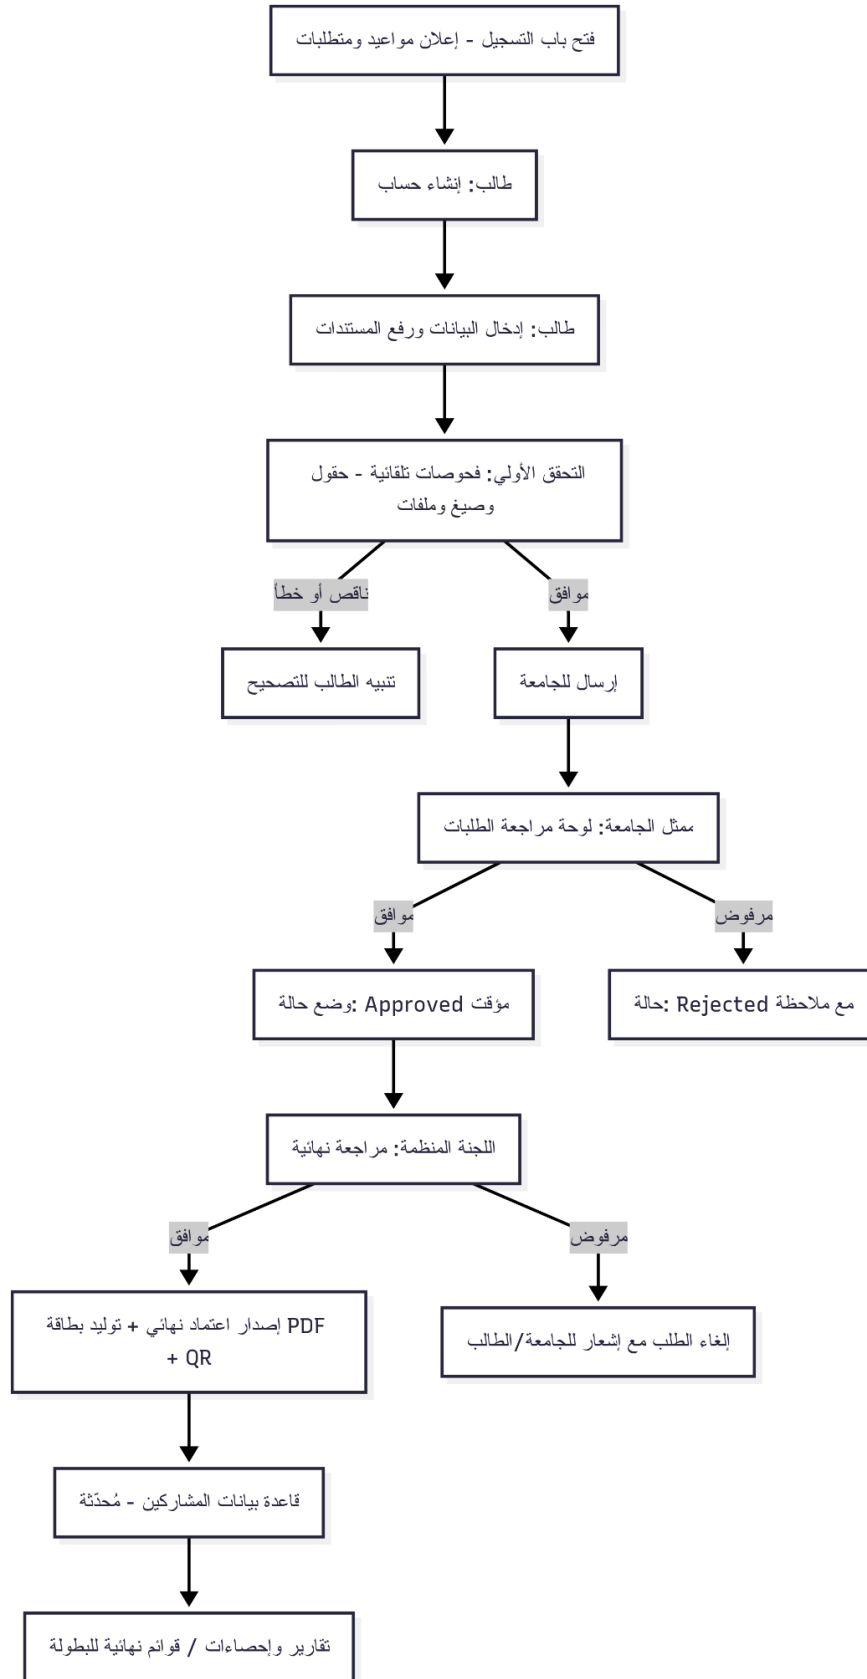 فتح باب التسجيل - إعلان مواعيد ومتطلبات
طالب: إنشاء حساب
طالب: إدخال البيانات ورفع المستندات
التحقق الأولي: فحوصات تلقائية - حقول
وصيغ وملفات
ناقص أو خطأ
موافق
تنبيه الطالب للتصحيح
إرسال للجامعة
ممثل الجامعة: لوحة مراجعة الطلبات
موافق
مرفوض
وضع حالة: Approved مؤقت
حالة: Rejected مع ملاحظة
اللجنة المنظمة: مراجعة نهائية
موافق
مرفوض
إصدار اعتماد نهائي + توليد بطاقة PDF
+ QR
إلغاء الطلب مع إشعار للجامعة/الطالب
قاعدة بيانات المشاركين - مُحدّثة
تقارير وإحصاءات / قوائم نهائية للبطولة